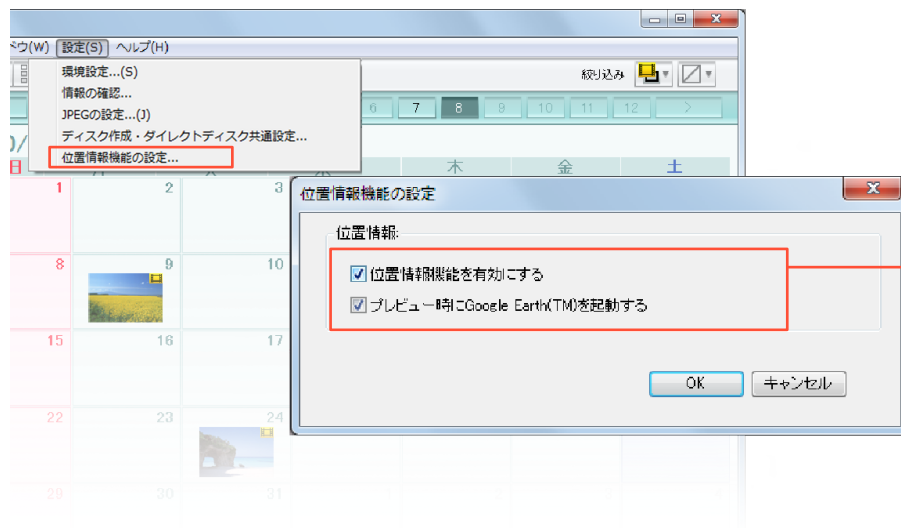 ドウ(W) 設定(S) ヘルプ(H)
環境設定...(S)
情報の確認...
JPEGの設定...(J)
ディスク作成・ダイレクトディスク共通設定...
位置情報機能の設定...
絞り込み
6 7 8 9 10 11 12 >
0/
日 木 金 土
1 2 3
8 9 10
15 16 17
22 23 24
29 30 31
位置情報機能の設定
位置情報:
位置情報機能を有効にする
プレビュー時にGoogle Earth(TM)を起動する
OK キャンセル